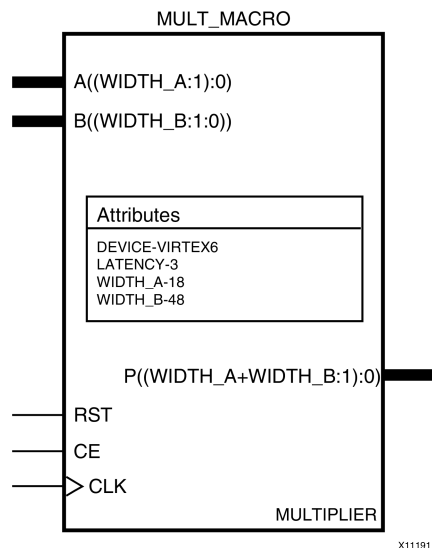 MULT_MACRO
A((WIDTH_A:1):0)
B((WIDTH_B:1:0))
Attributes
DEVICE-VIRTEX6
LATENCY-3
WIDTH_A-18
WIDTH_B-48
P((WIDTH_A+WIDTH_B:1):0)
RST
CE
CLK
MULTIPLIER
X11191